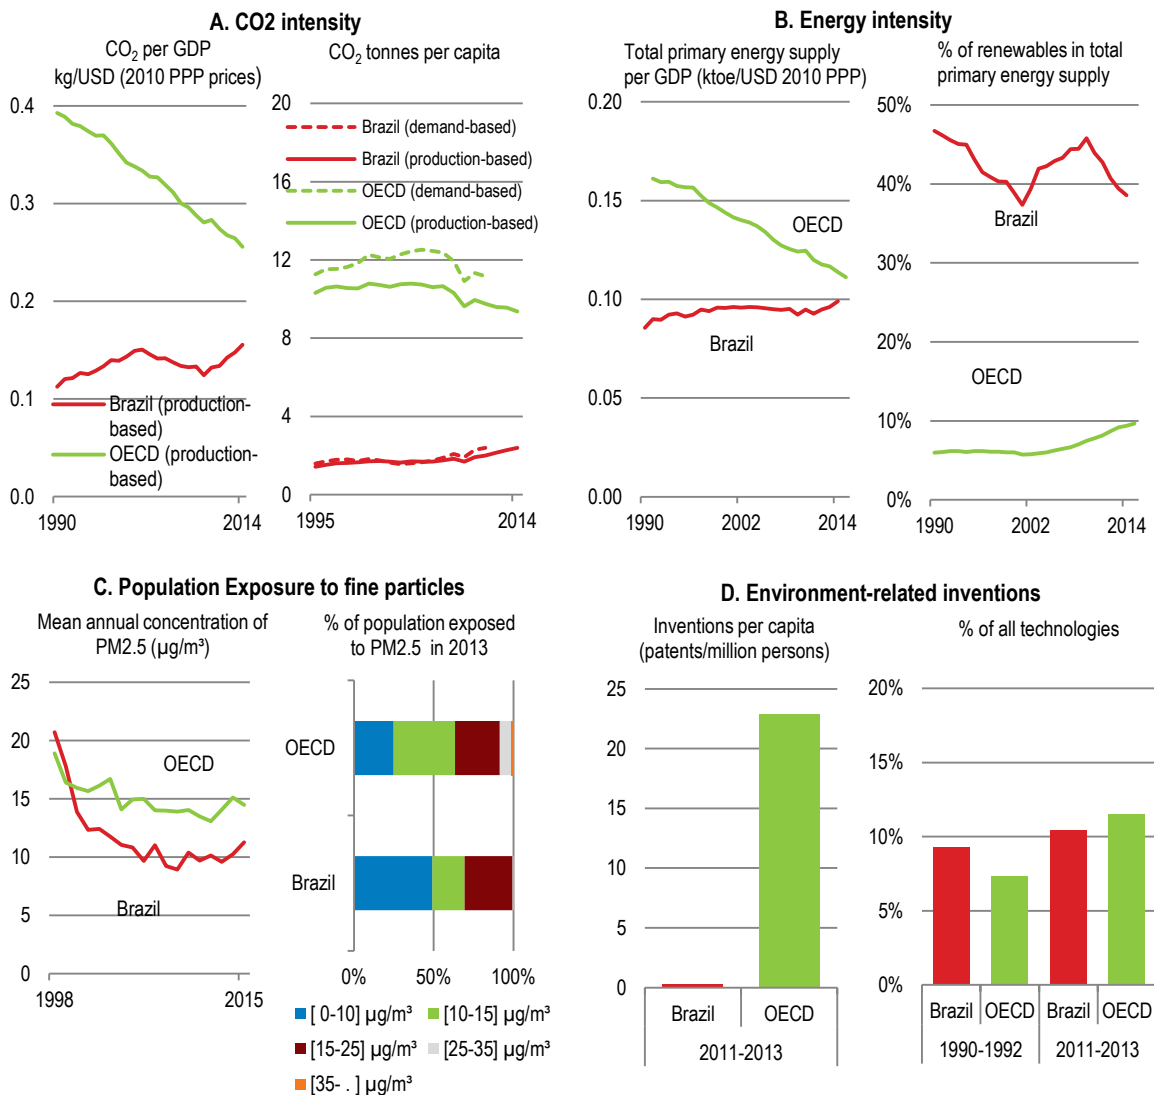 A. CO2 intensity
CO2 per GDP
kg/USD (2010 PPP prices)
0.4
0.3
0.2
0.1
0.0
Brazil (production-
based)
OECD (production-
based)
1990
2014
CO2 tonnes per capita
20
16
12
8
4
0
Brazil (demand-based)
Brazil (production-based)
OECD (demand-based)
OECD (production-based)
1995
2014
B. Energy intensity
Total primary energy supply
per GDP (ktoe/USD 2010 PPP)
0.20
0.15
0.10
0.05
0.00
OECD
Brazil
1990
2002
2014
% of renewables in total
primary energy supply
50%
40%
30%
20%
10%
0%
Brazil
OECD
1990
2002
2014
C. Population Exposure to fine particles
Mean annual concentration of
PM2.5 (µg/m³)
25
20
15
10
5
0
OECD
Brazil
1998
2015
% of population exposed
to PM2.5 in 2013
OECD
Brazil
0%
50%
100%
[ 0-10] µg/m³
[10-15] µg/m³
[15-25] µg/m³
[25-35] µg/m³
[35- . ] µg/m³
D. Environment-related inventions
Inventions per capita
(patents/million persons)
25
20
15
10
5
0
Brazil
OECD
2011-2013
% of all technologies
20%
15%
10%
5%
0%
Brazil
OECD
Brazil
OECD
1990-1992
2011-2013